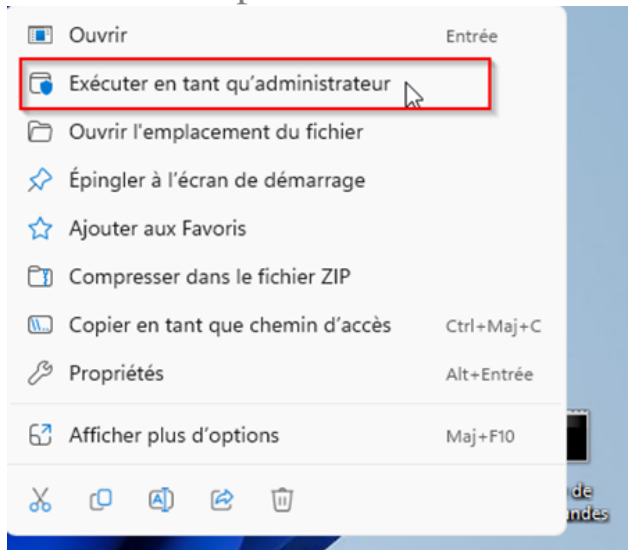 Ouvrir Entrée
Exécuter en tant qu'administrateur
Ouvrir l'emplacement du fichier
Épingler à l'écran de démarrage
Ajouter aux Favoris
Compresser dans le fichier ZIP
Copier en tant que chemin d'accès Ctrl+Maj+C
Propriétés Alt+Entrée
Afficher plus d'options Maj+F10
de